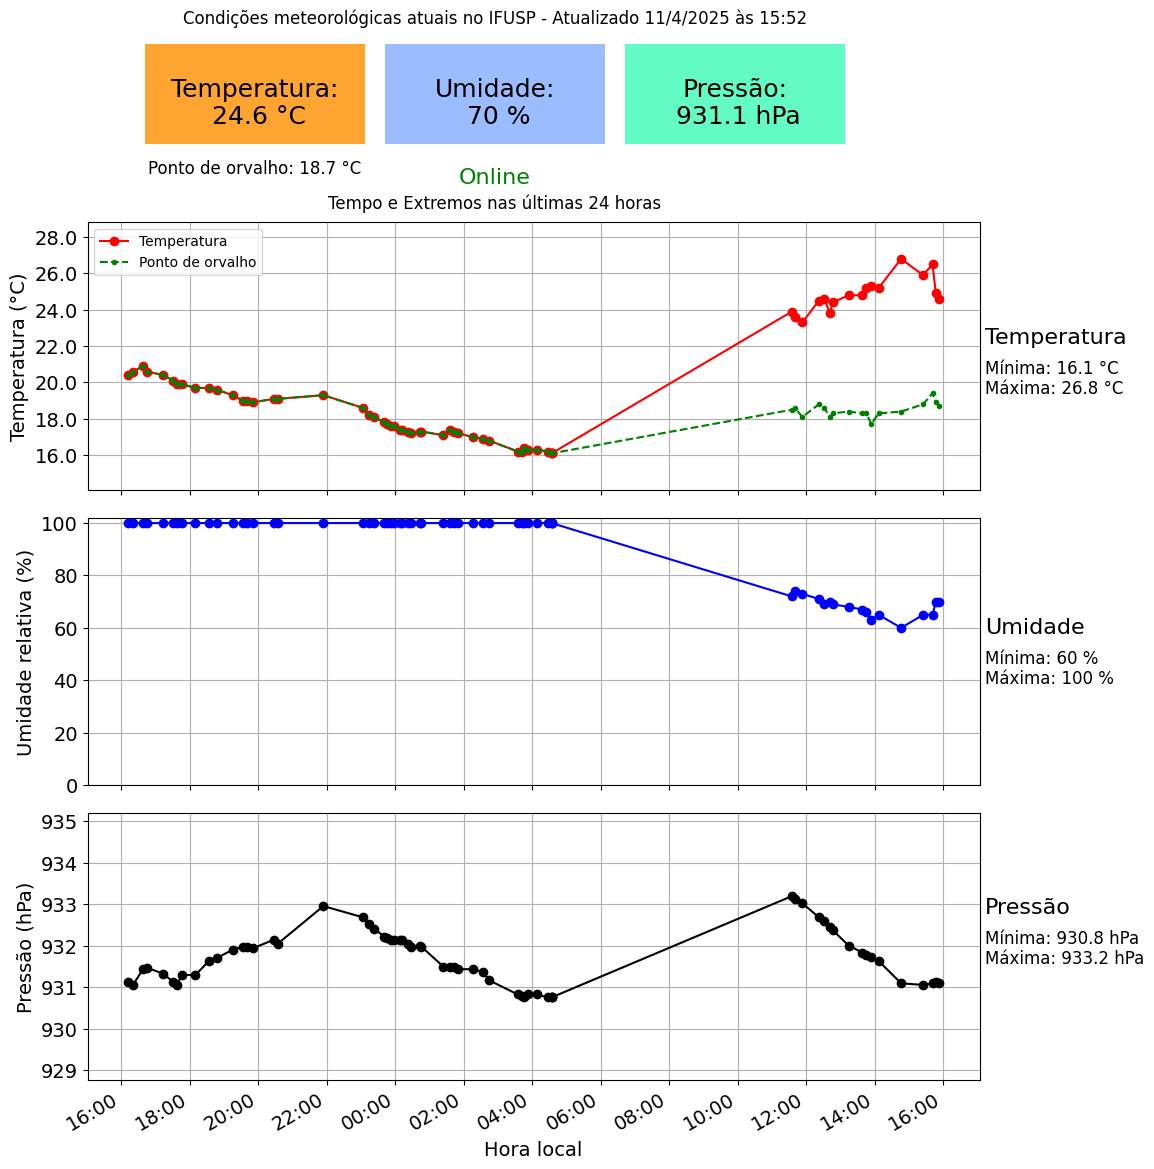 Condições meteorológicas atuais no IFUSP - Atualizado 11/4/2025 às 15:52
Temperatura:
24.6 °C
Umidade:
70 %
Pressão:
931.1 hPa
Ponto de orvalho: 18.7 °C
Online
Tempo e Extremos nas últimas 24 horas
Temperatura (°C)
28.0
26.0
24.0
22.0
20.0
18.0
16.0
Temperatura
Ponto de orvalho
Temperatura
Mínima: 16.1 °C
Máxima: 26.8 °C
Umidade relativa (%)
100
80
60
40
20
0
Umidade
Mínima: 60 %
Máxima: 100 %
Pressão (hPa)
935
934
933
932
931
930
929
Pressão
Mínima: 930.8 hPa
Máxima: 933.2 hPa
16:00 18:00 20:00 22:00 00:00 02:00 04:00 06:00 08:00 10:00 12:00 14:00 16:00
Hora local